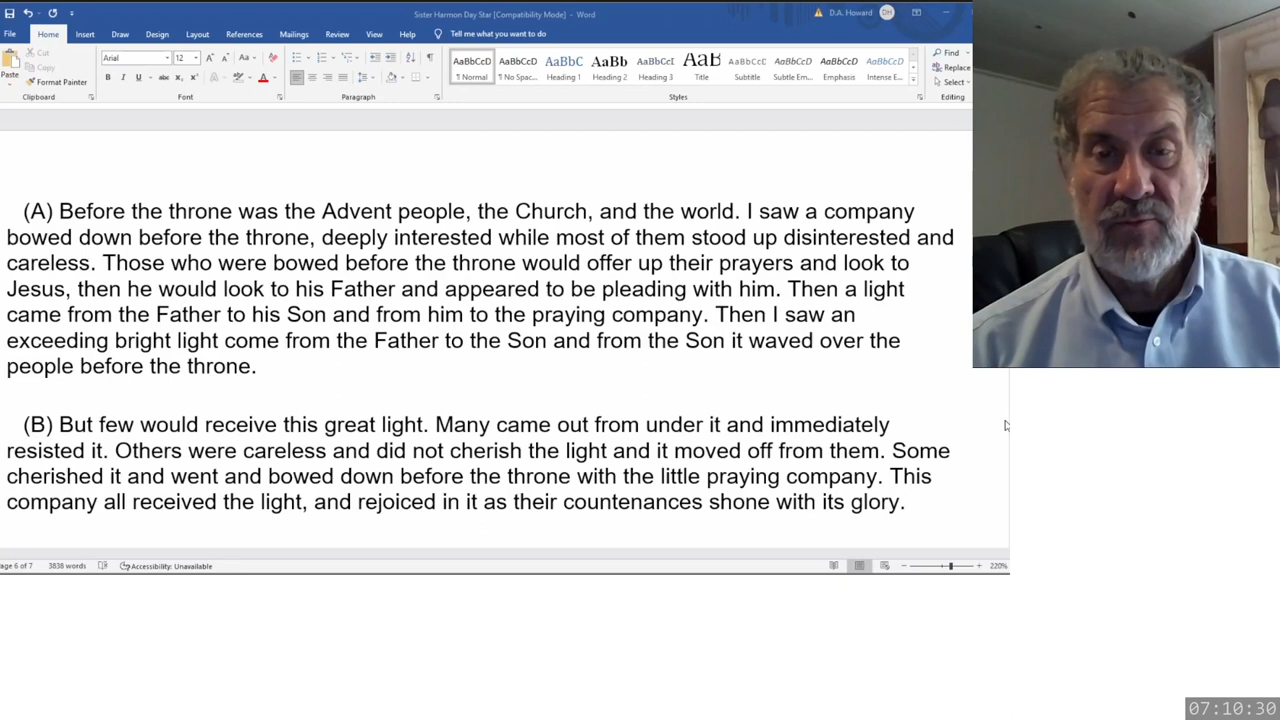 Sister Harmon Day Star [Compatibility Mode] - Word
D.A. Howard DH
File Home Insert Draw Design Layout References Mailings Review View Help Tell me what you want to do
Paste Cut Copy Format Painter Clipboard
Arial 12 Font
Paragraph
AaBbCcD AaBbCcD AaBbC AaBb AaBbCcD AaB AaBbCcD AaBbCcD AaBbCcD AaBbCcD
¶ Normal ¶ No Spac... Heading 1 Heading 2 Heading 3 Title Subtitle Subtle Em... Emphasis Intense E...
Styles
Find Replace Select Editing
(A) Before the throne was the Advent people, the Church, and the world. I saw a company
bowed down before the throne, deeply interested while most of them stood up disinterested and
careless. Those who were bowed before the throne would offer up their prayers and look to
Jesus, then he would look to his Father and appeared to be pleading with him. Then a light
came from the Father to his Son and from him to the praying company. Then I saw an
exceeding bright light come from the Father to the Son and from the Son it waved over the
people before the throne.
(B) But few would receive this great light. Many came out from under it and immediately
resisted it. Others were careless and did not cherish the light and it moved off from them. Some
cherished it and went and bowed down before the throne with the little praying company. This
company all received the light, and rejoiced in it as their countenances shone with its glory.
age 6 of 7 3838 words Accessibility: Unavailable 220%
07:10:30